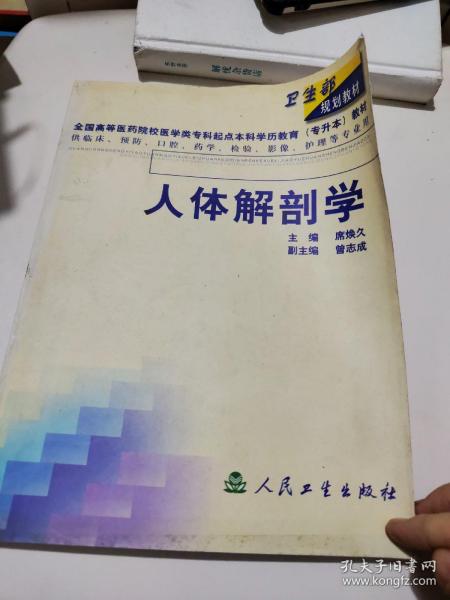 卫生部
规划教材
全国高等医药院校医学类专科起点本科学历教育（专升本）教材
供临床、预防、口腔、药学、检验、影像、护理等专业用
人体解剖学
主 编 席焕久
副主编 曾志成
人民卫生出版社
孔夫子旧书网
www.kongfz.com